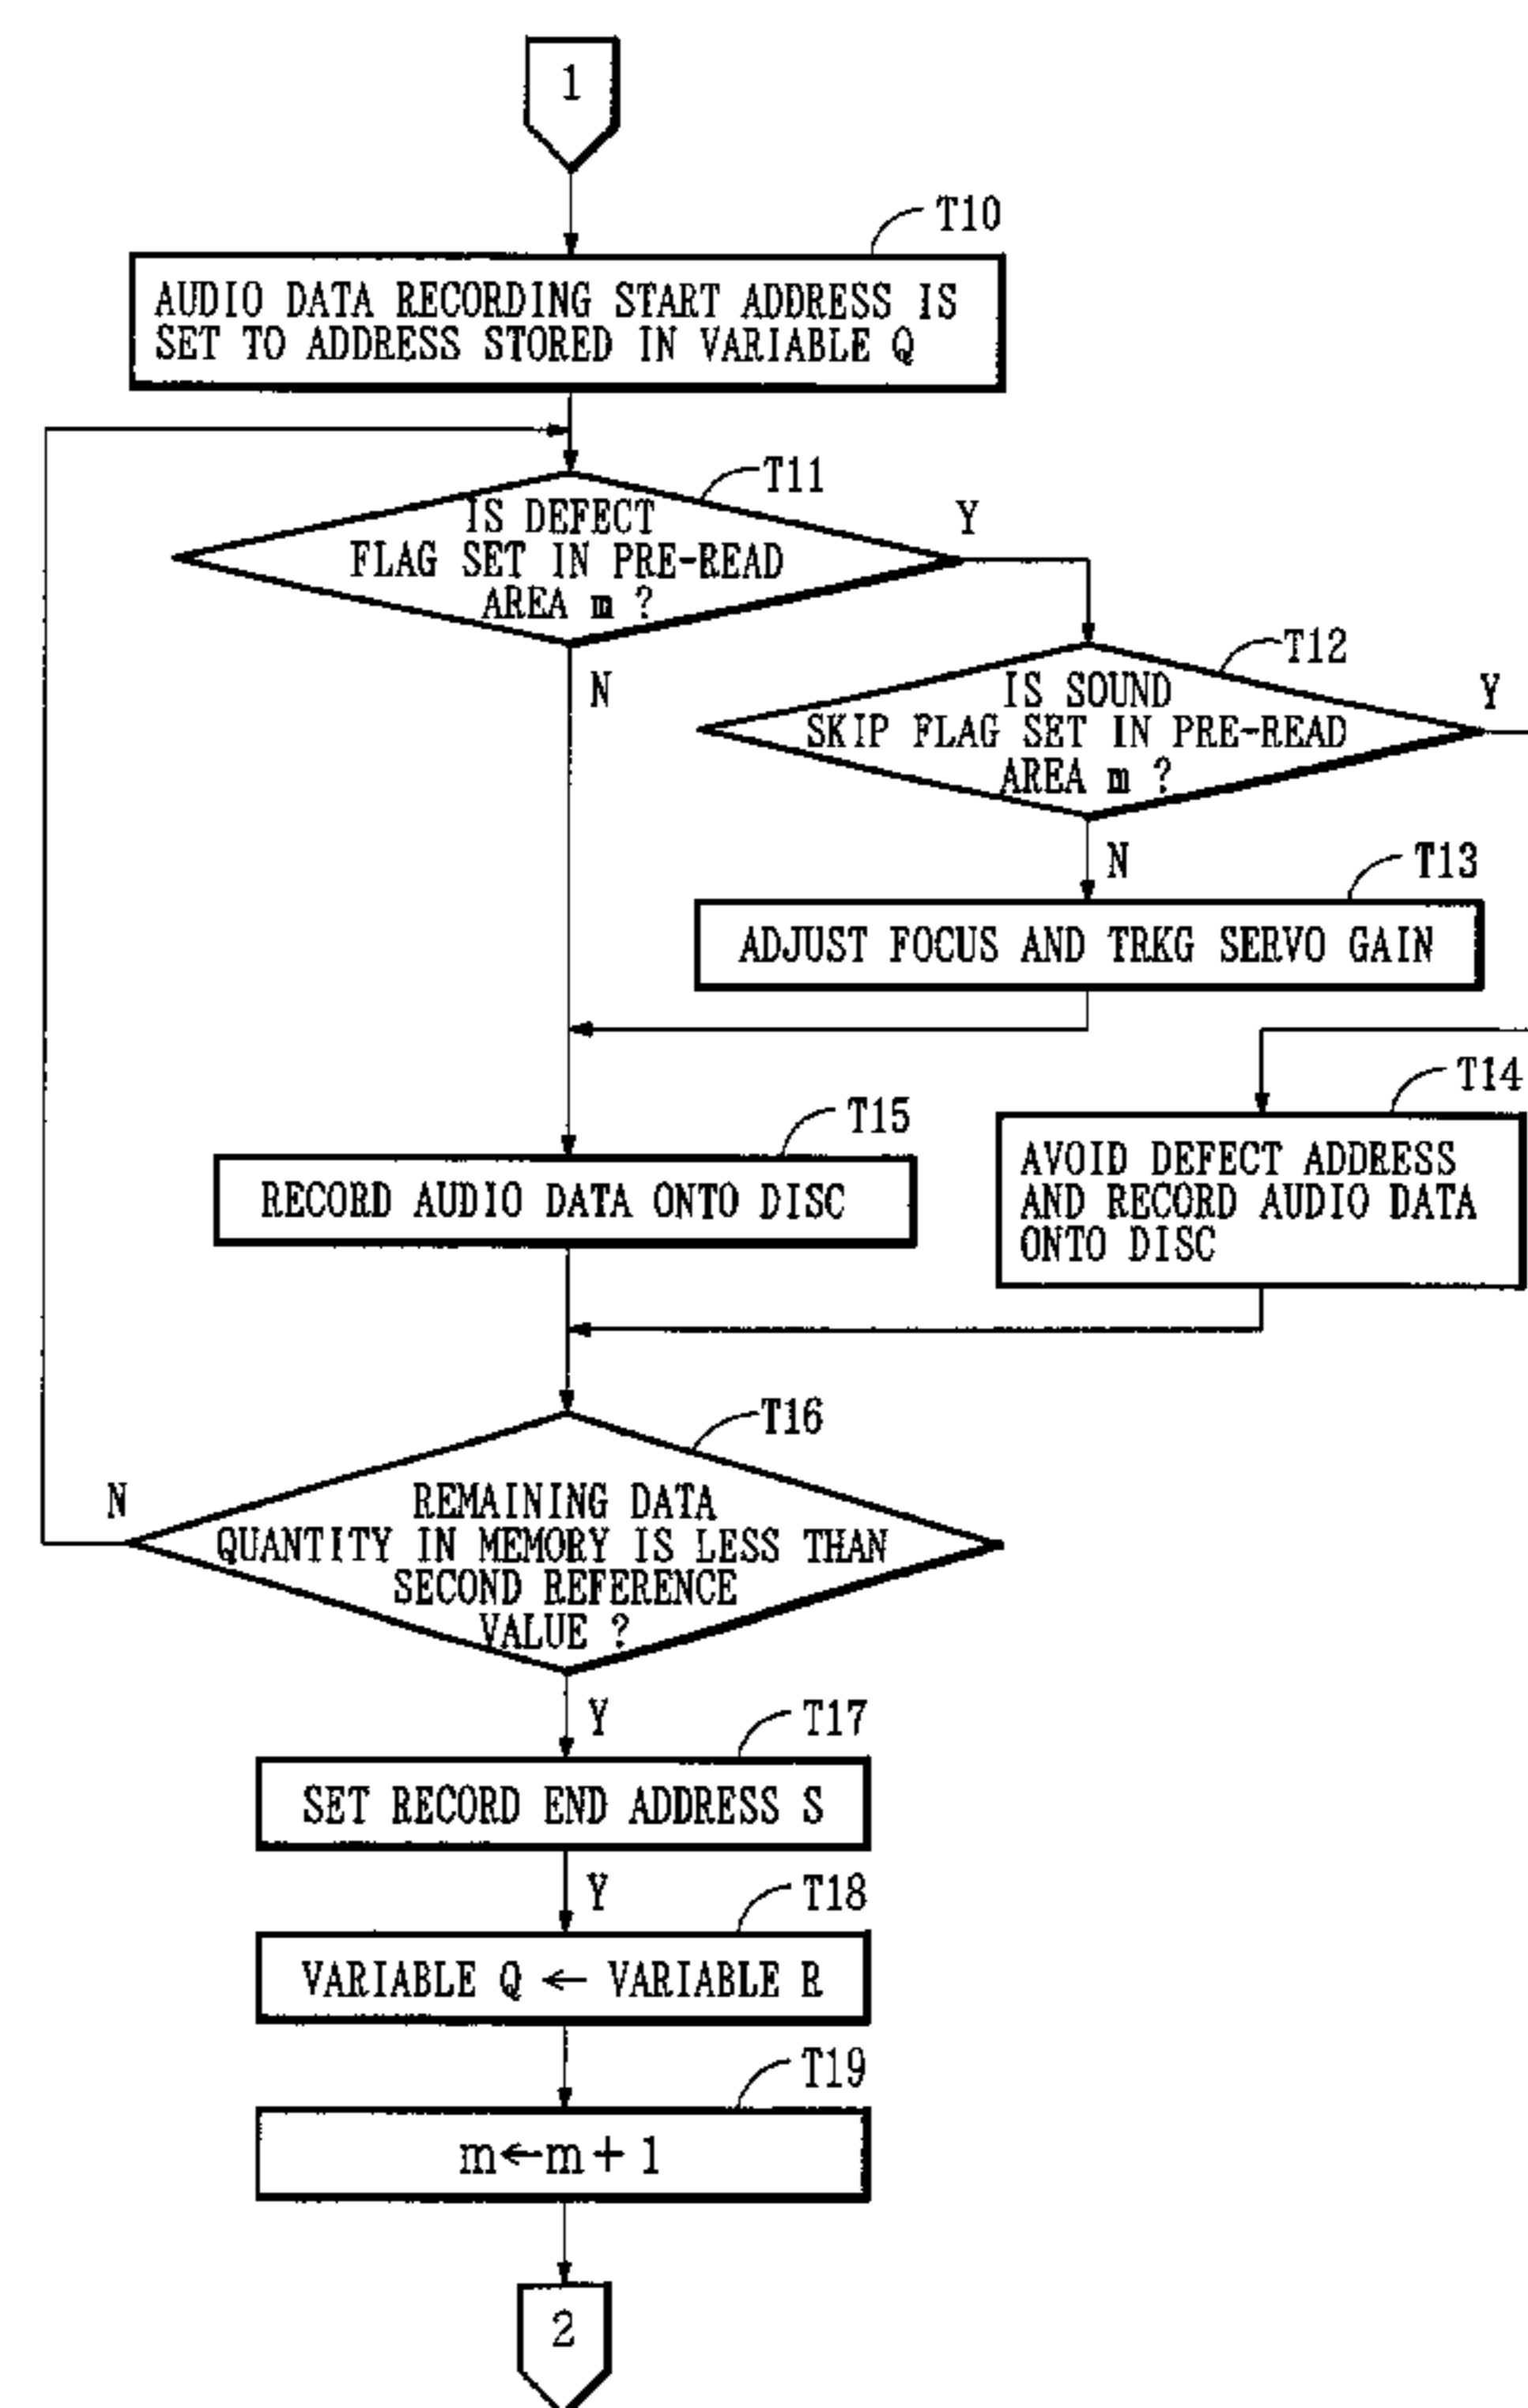 1
T10
AUDIO DATA RECORDING START ADDRESS IS
SET TO ADDRESS STORED IN VARIABLE Q
T11
IS DEFECT
FLAG SET IN PRE-READ
AREA m ?
Y
N
T12
IS SOUND
SKIP FLAG SET IN PRE-READ
AREA m ?
Y
N
T13
ADJUST FOCUS AND TRKG SERVO GAIN
T14
AVOID DEFECT ADDRESS
AND RECORD AUDIO DATA
ONTO DISC
T15
RECORD AUDIO DATA ONTO DISC
T16
REMAINING DATA
QUANTITY IN MEMORY IS LESS THAN
SECOND REFERENCE
VALUE ?
N
Y
T17
SET RECORD END ADDRESS S
Y
T18
VARIABLE Q ← VARIABLE R
T19
m←m+1
2